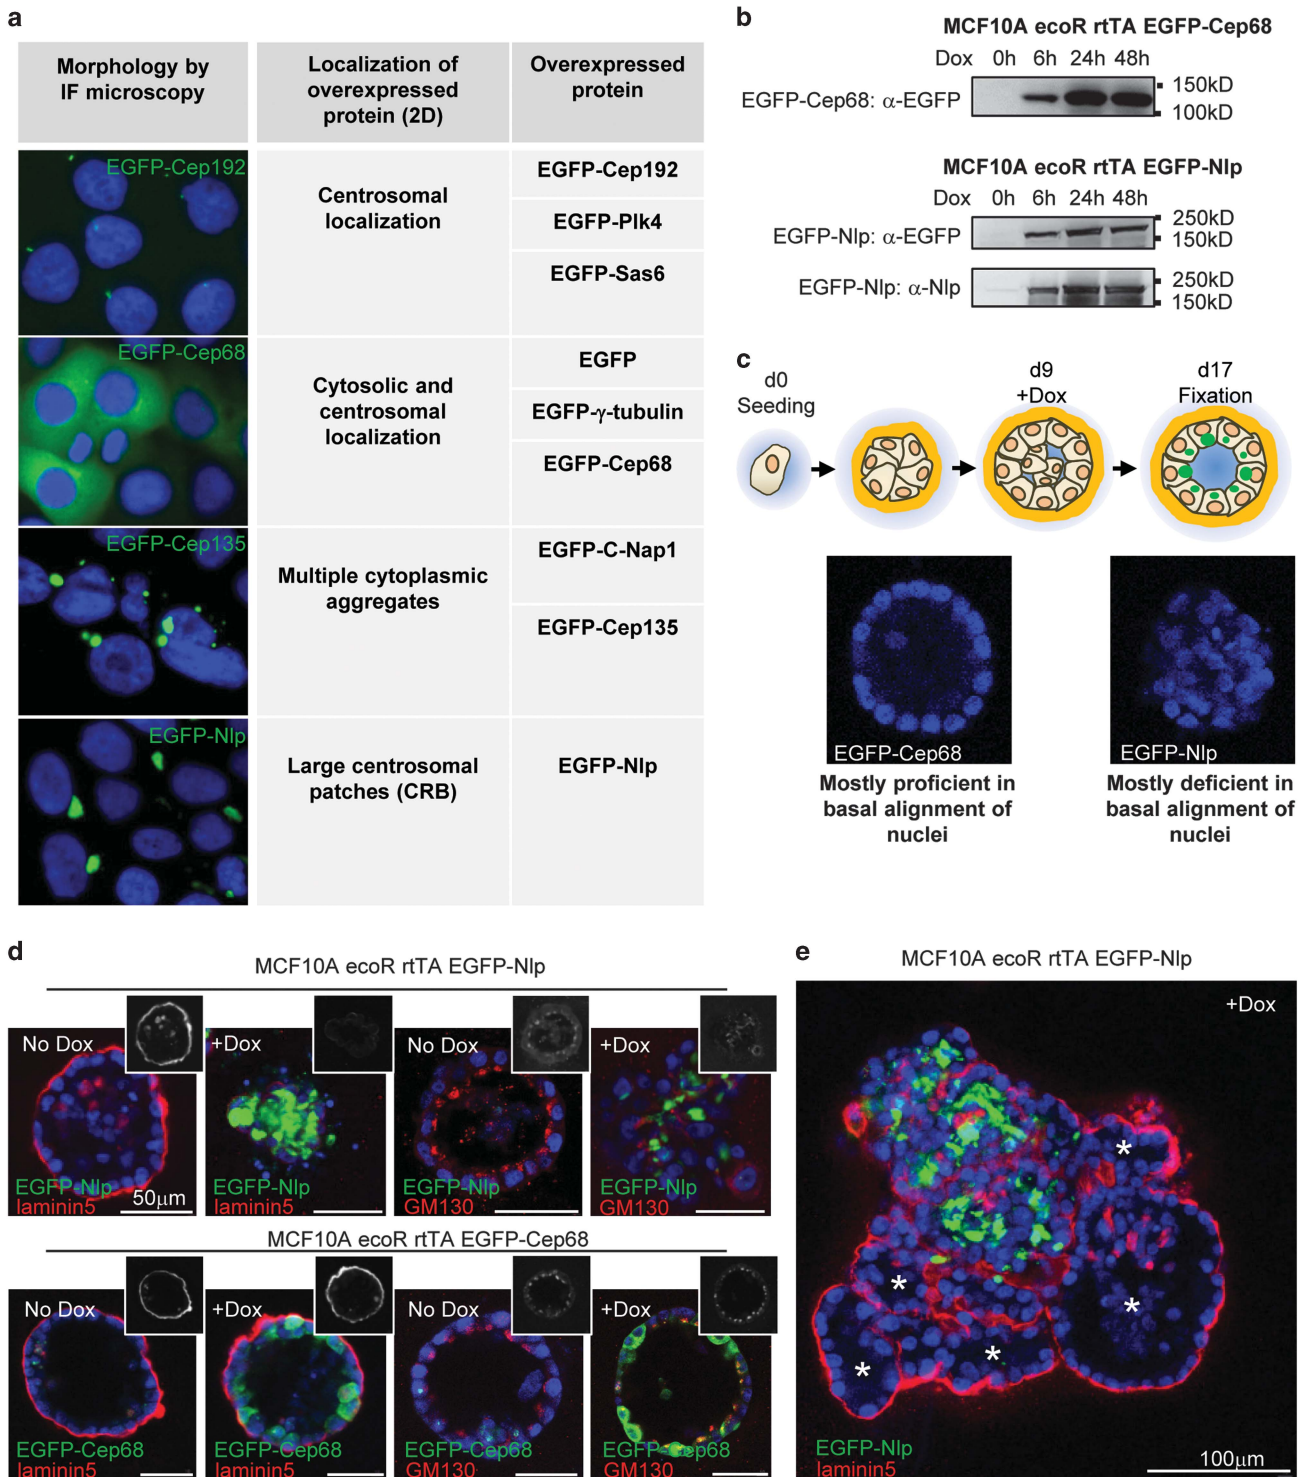 a
Morphology by
IF microscopy
Localization of
overexpressed
protein (2D)
Overexpressed
protein
EGFP-Cep192
Centrosomal
localization
EGFP-Cep192
EGFP-Plk4
EGFP-Sas6
EGFP-Cep68
Cytosolic and
centrosomal
localization
EGFP
EGFP-γ-tubulin
EGFP-Cep68
EGFP-Cep135
Multiple cytoplasmic
aggregates
EGFP-C-Nap1
EGFP-Cep135
EGFP-Nlp
Large centrosomal
patches (CRB)
EGFP-Nlp
b
MCF10A ecoR rtTA EGFP-Cep68
Dox 0h 6h 24h 48h
EGFP-Cep68: α-EGFP
150kD
100kD
MCF10A ecoR rtTA EGFP-Nlp
Dox 0h 6h 24h 48h
EGFP-Nlp: α-EGFP
250kD
150kD
EGFP-Nlp: α-Nlp
250kD
150kD
c
d0
Seeding
d9
+Dox
d17
Fixation
EGFP-Cep68
Mostly proficient in
basal alignment of
nuclei
EGFP-Nlp
Mostly deficient in
basal alignment of
nuclei
d
MCF10A ecoR rtTA EGFP-Nlp
No Dox
EGFP-Nlp
laminin5
50μm
+Dox
EGFP-Nlp
laminin5
No Dox
EGFP-Nlp
GM130
+Dox
EGFP-Nlp
GM130
MCF10A ecoR rtTA EGFP-Cep68
No Dox
EGFP-Cep68
laminin5
+Dox
EGFP-Cep68
laminin5
No Dox
EGFP-Cep68
GM130
+Dox
EGFP-Cep68
GM130
e
MCF10A ecoR rtTA EGFP-Nlp
+Dox
*
*
*
*
*
EGFP-Nlp
laminin5
100μm